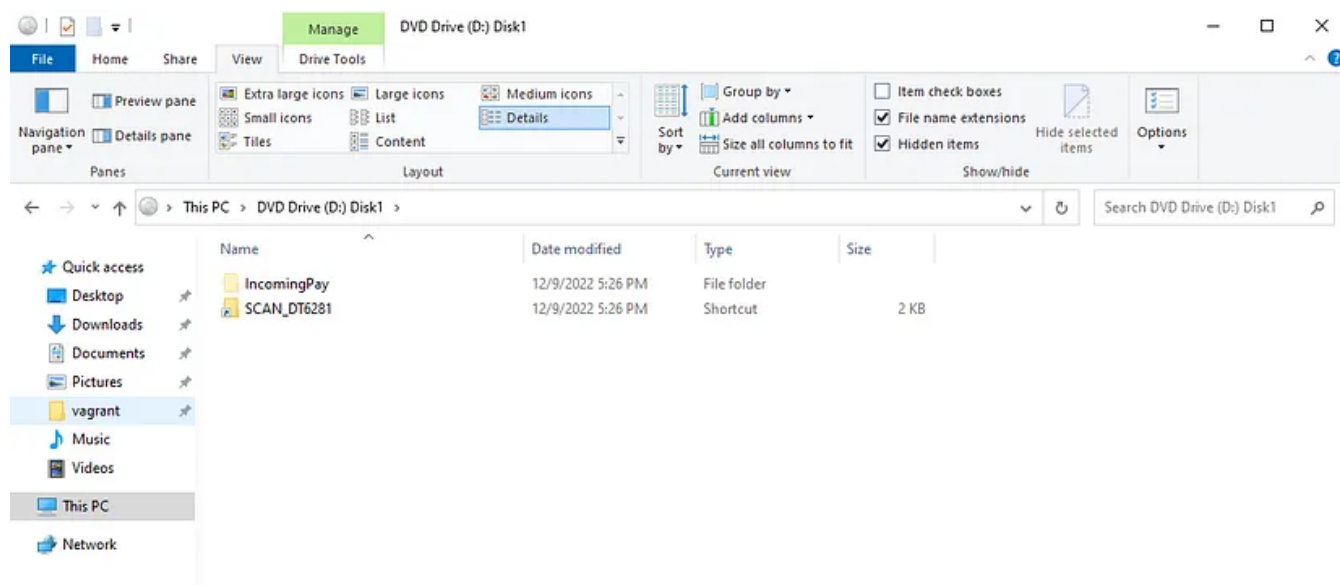 Manage DVD Drive (D:) Disk1
File Home Share View Drive Tools
Navigation pane
Preview pane
Details pane
Panes
Extra large icons Large icons Medium icons
Small icons List Details
Tiles Content
Layout
Sort by
Group by
Add columns
Size all columns to fit
Current view
Item check boxes
File name extensions
Hidden items
Hide selected items
Show/hide
Options
This PC DVD Drive (D:) Disk1
Search DVD Drive (D:) Disk1
Quick access
Desktop
Downloads
Documents
Pictures
vagrant
Music
Videos
This PC
Network
Name Date modified Type Size
IncomingPay 12/9/2022 5:26 PM File folder
SCAN_DT6281 12/9/2022 5:26 PM Shortcut 2 KB